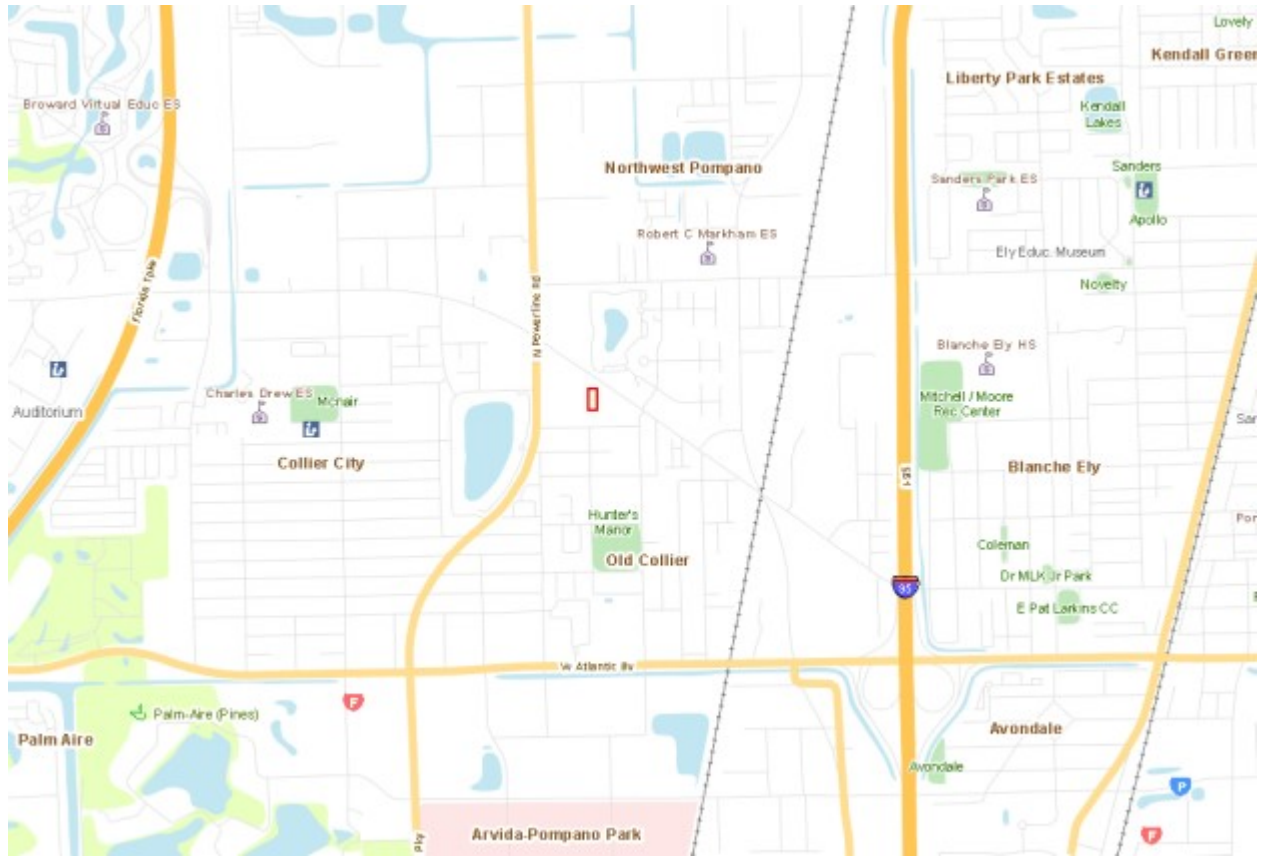 Lovely
Kendall Green
Liberty Park Estates
Broward Virtual Educ ES
Kendall
Lakes
Northwest Pompano
Sanders
Sanders Park ES
Apollo
Robert C Markham ES
Ely Educ. Museum
Novelty
Florida Tpke
N Powerline Rd
Blanche Ely HS
Charles Drew ES
Mcnair
Auditorium
Mitchell / Moore
Rec Center
Collier City
Blanche Ely
I-95
Hunter's
Manor
Coleman
Old Collier
Dr MLK Jr Park
95
E Pat Larkins CC
W Atlantic Bv
F
Palm-Aire (Pines)
Palm Aire
Avondale
Avondale
P
Arvida-Pompano Park
Pky
F